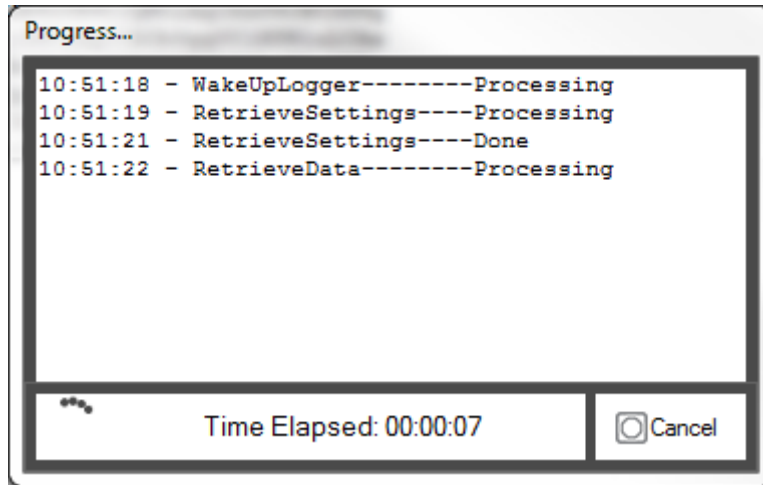 Progress...
10:51:18 - WakeUpLogger--------Processing
10:51:19 - RetrieveSettings----Processing
10:51:21 - RetrieveSettings----Done
10:51:22 - RetrieveData--------Processing
Time Elapsed: 00:00:07
Cancel